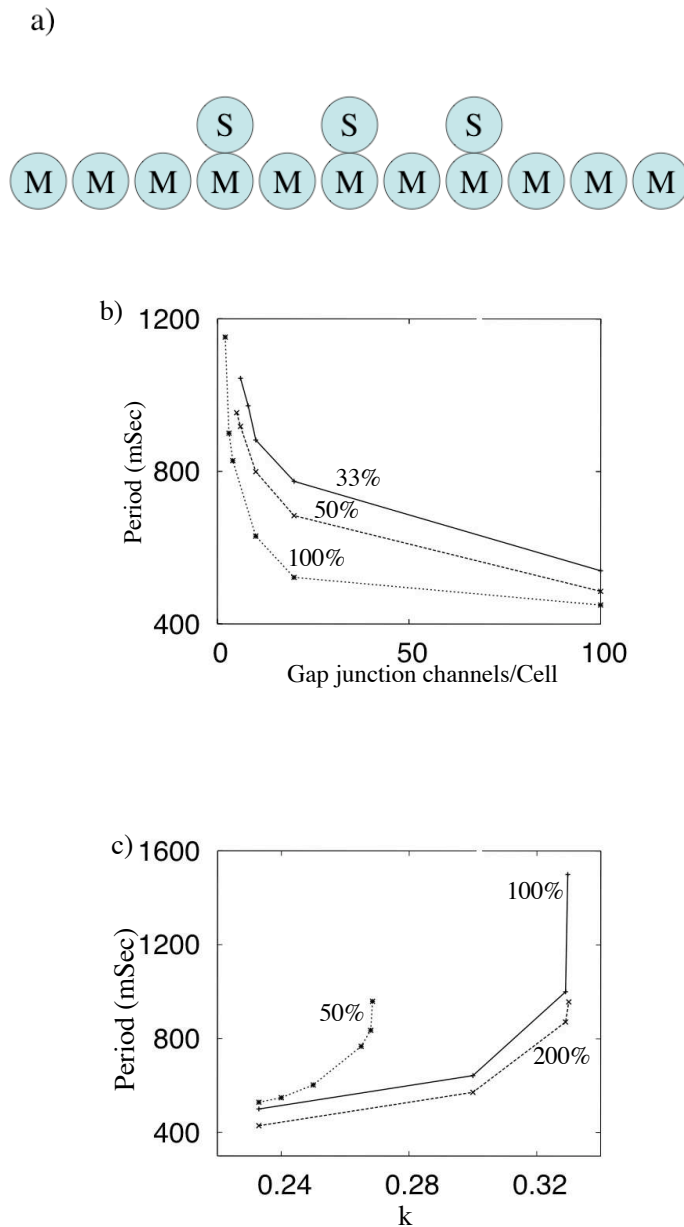 a)
S S S
M M M M M M M M M M M
b)
1200
800
400
Period (mSec)
33%
50%
100%
0 50 100
Gap junction channels/Cell
c)
1600
1200
800
400
Period (mSec)
100%
50%
200%
0.24 0.28 0.32
k